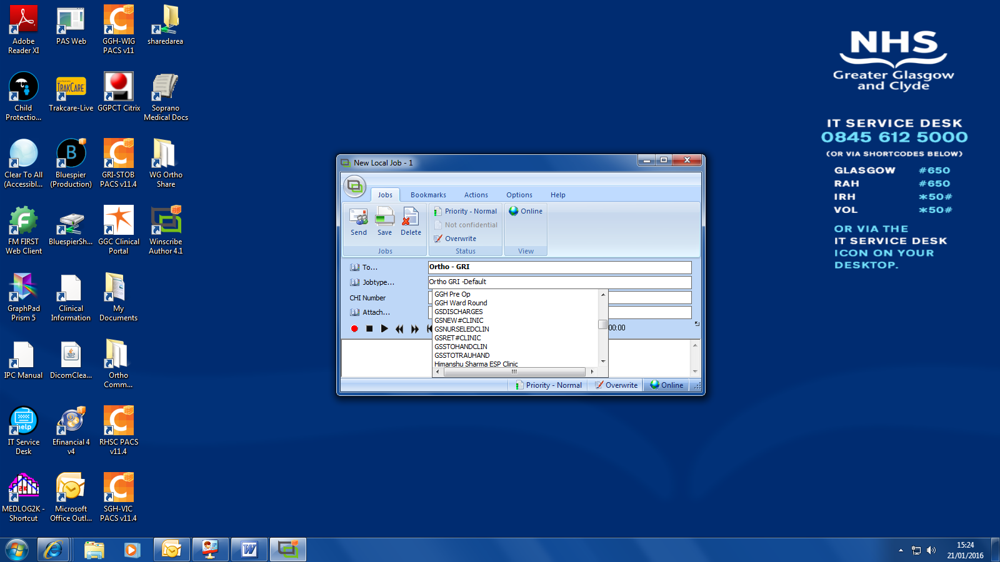 Adobe
Reader XI
PAS Web
GGH-WIG
PACS v11
sharedarea
Child
Protectio...
TRAKCARE
Trakcare-Live
GGPCT Citrix
Soprano
Medical Docs
Clear To All
(Accessibl...
B
Bluespier
(Production)
GRI-STOB
PACS v11.4
WG Ortho
Share
FM FIRST
Web Client
BluespierSh...
GGC Clinical
Portal
Winscribe
Author 4.1
GraphPad
Prism 5
Clinical
Information
My
Documents
IPC Manual
DicomClea...
Ortho
Comm...
help
IT Service
Desk
Efinancial 4
v4
RHSC PACS
v11.4
2K
MEDLOG2K -
Shortcut
Microsoft
Office Outl...
SGH-VIC
PACS v11.4
NHS
Greater Glasgow
and Clyde
IT SERVICE DESK
0845 612 5000
(OR VIA SHORTCODES BELOW)
GLASGOW #650
RAH #650
IRH *50#
VOL *50#
OR VIA THE
IT SERVICE DESK
ICON ON YOUR
DESKTOP.
New Local Job - 1
Jobs Bookmarks Actions Options Help
Send Save Delete
Priority - Normal
Not confidential
Overwrite
Online
Jobs Status View
To... Ortho - GRI
Jobtype... Ortho GRI -Default
CHI Number
Attach...
GGH Pre Op
GGH Ward Round
GSDISCHARGES
GSNEW#CLINIC
GSNURSELEDCLIN
GSRET#CLINIC
GSSTOHANDCLIN
GSSTOTRAUHAND
Himanshu Sharma ESP Clinic
00:00
Priority - Normal Overwrite Online
15:24
21/01/2016